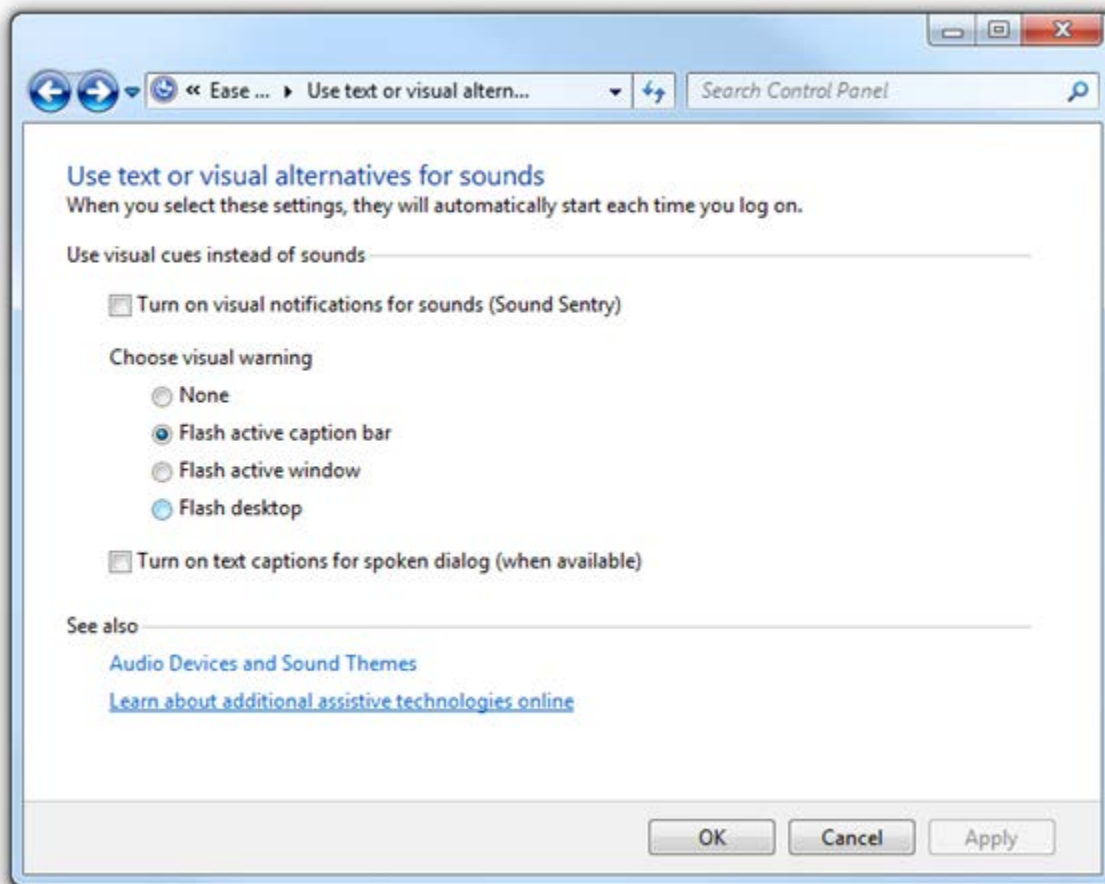 « Ease ... ▸ Use text or visual altern...
Search Control Panel
Use text or visual alternatives for sounds
When you select these settings, they will automatically start each time you log on.
Use visual cues instead of sounds
Turn on visual notifications for sounds (Sound Sentry)
Choose visual warning
None
Flash active caption bar
Flash active window
Flash desktop
Turn on text captions for spoken dialog (when available)
See also
Audio Devices and Sound Themes
Learn about additional assistive technologies online
OK Cancel Apply